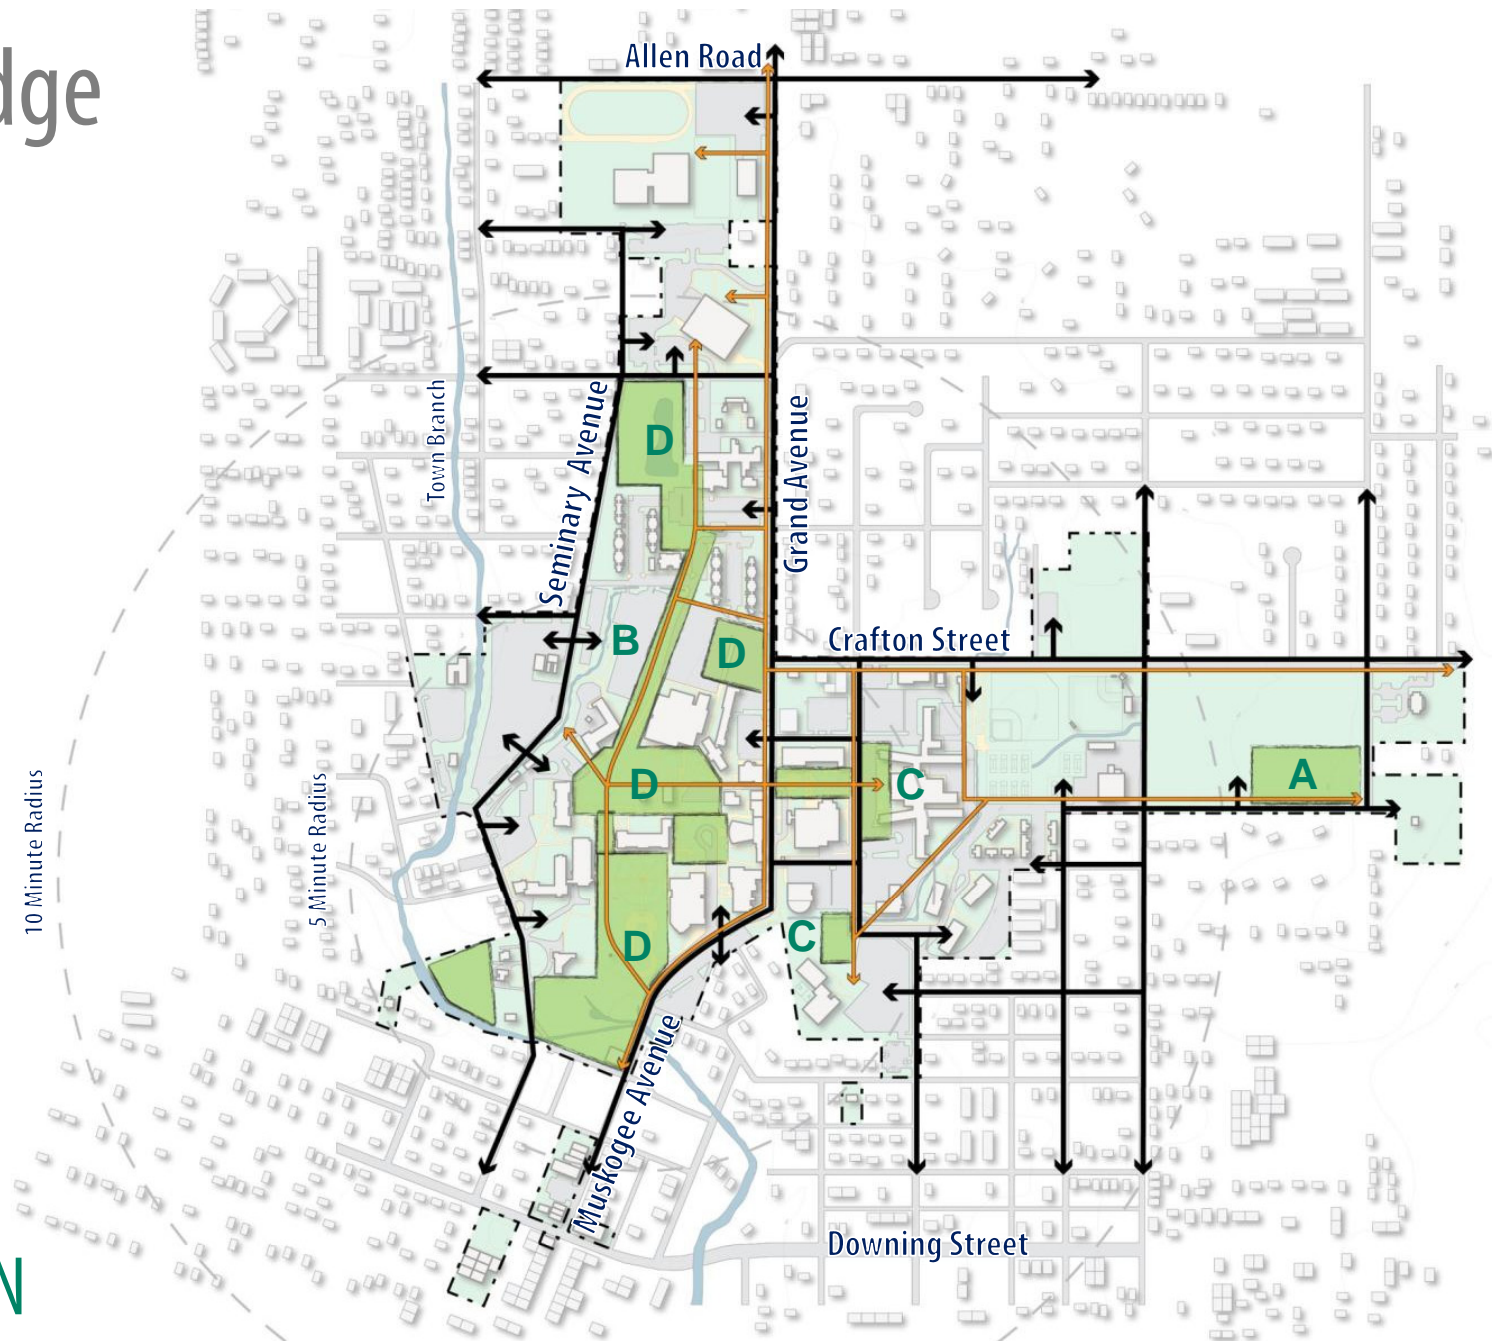 dge
Allen Road
Town Branch
Seminary Avenue
Grand Avenue
D
B
D
Crafton Street
D
C
A
10 Minute Radius
5 Minute Radius
D
C
Muskogee Avenue
Downing Street
N